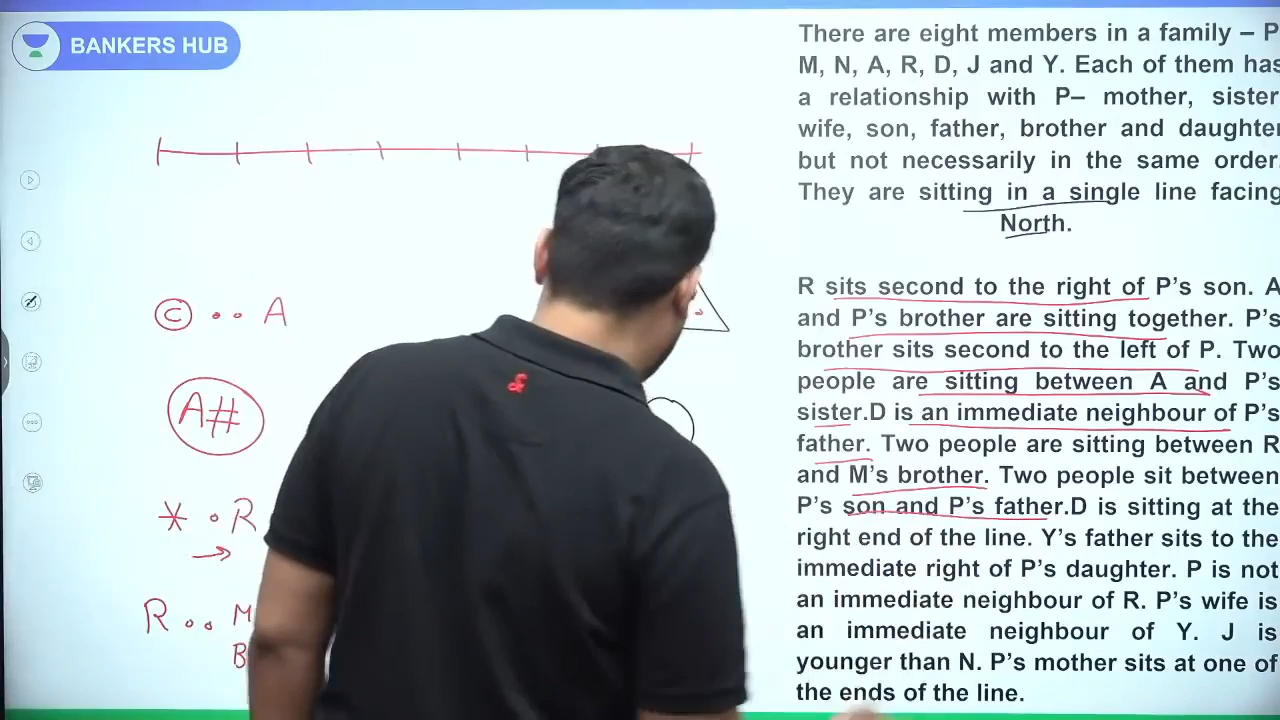 BANKERS HUB
There are eight members in a family – P
M, N, A, R, D, J and Y. Each of them has
a relationship with P– mother, sister
wife, son, father, brother and daughter
but not necessarily in the same order.
They are sitting in a single line facing
North.
R sits second to the right of P's son. A
and P's brother are sitting together. P's
brother sits second to the left of P. Two
people are sitting between A and P's
sister.D is an immediate neighbour of P's
father. Two people are sitting between R
and M's brother. Two people sit between
P's son and P's father.D is sitting at the
right end of the line. Y's father sits to the
immediate right of P's daughter. P is not
an immediate neighbour of R. P's wife is
an immediate neighbour of Y. J is
younger than N. P's mother sits at one of
the ends of the line.
C .. A
A#
* . R
→
R .. M
B